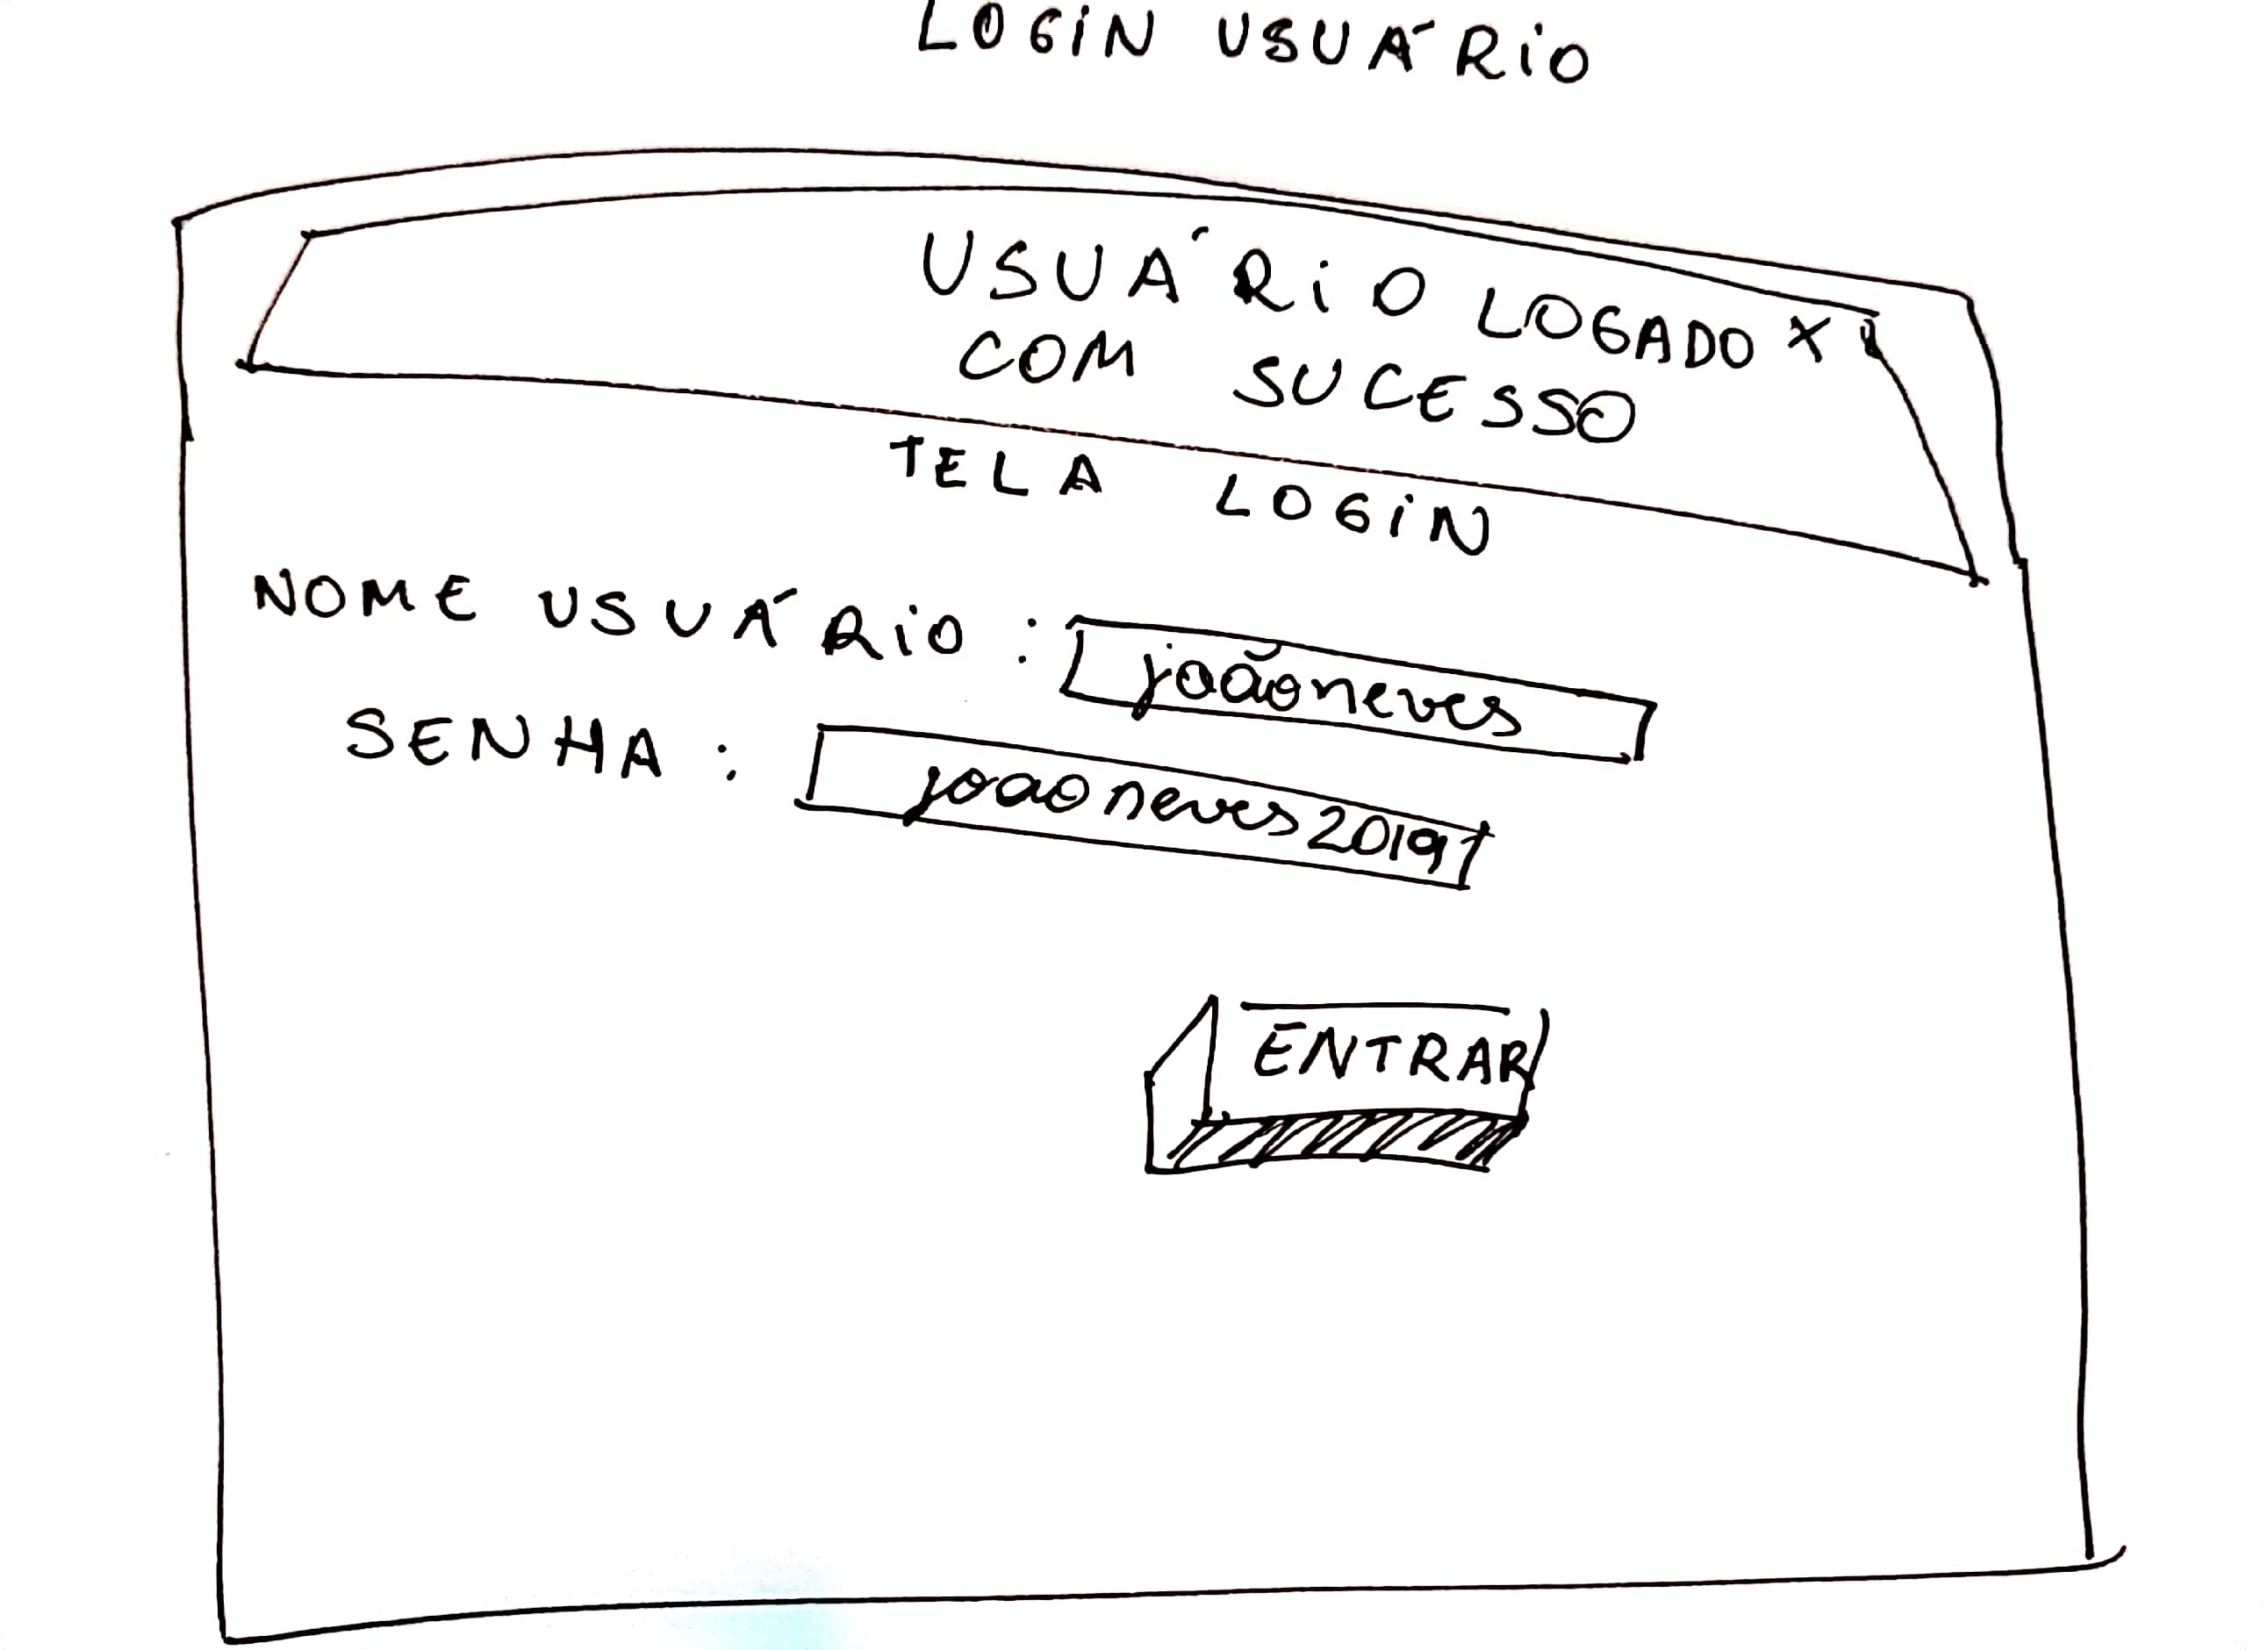 LOGIN USUÁRIO
USUÁRIO LOGADO X
COM SUCESSO
TELA LOGIN
NOME USUÁRIO : joãoneves
SENHA : joaoneves2019
ENTRAR